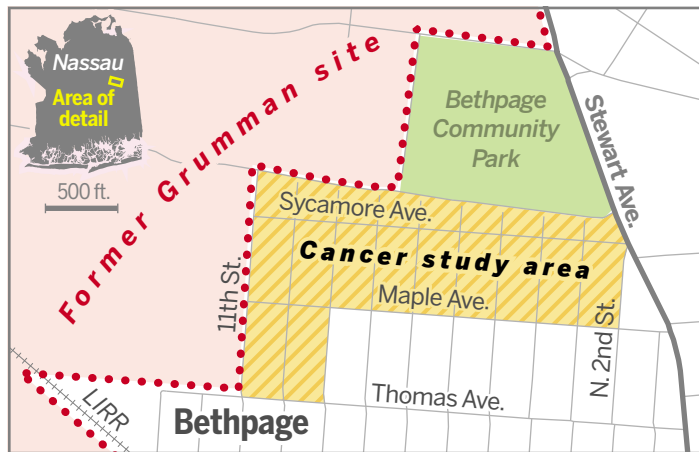 Nassau
Area of
detail
500 ft.
Former Grumman site
Bethpage
Community
Park
Stewart Ave.
Sycamore Ave.
Cancer study area
11th St.
Maple Ave.
N. 2nd St.
Thomas Ave.
LIRR
Bethpage